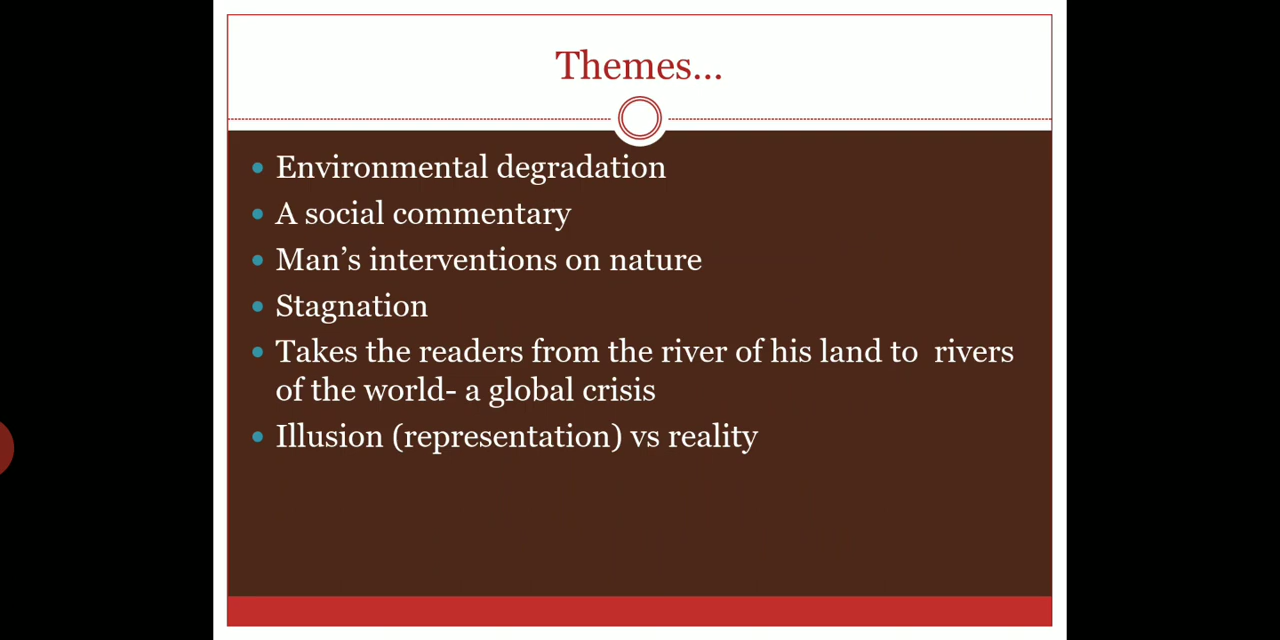 Themes...
Environmental degradation
A social commentary
Man's interventions on nature
Stagnation
Takes the readers from the river of his land to  rivers
of the world- a global crisis
Illusion (representation) vs reality